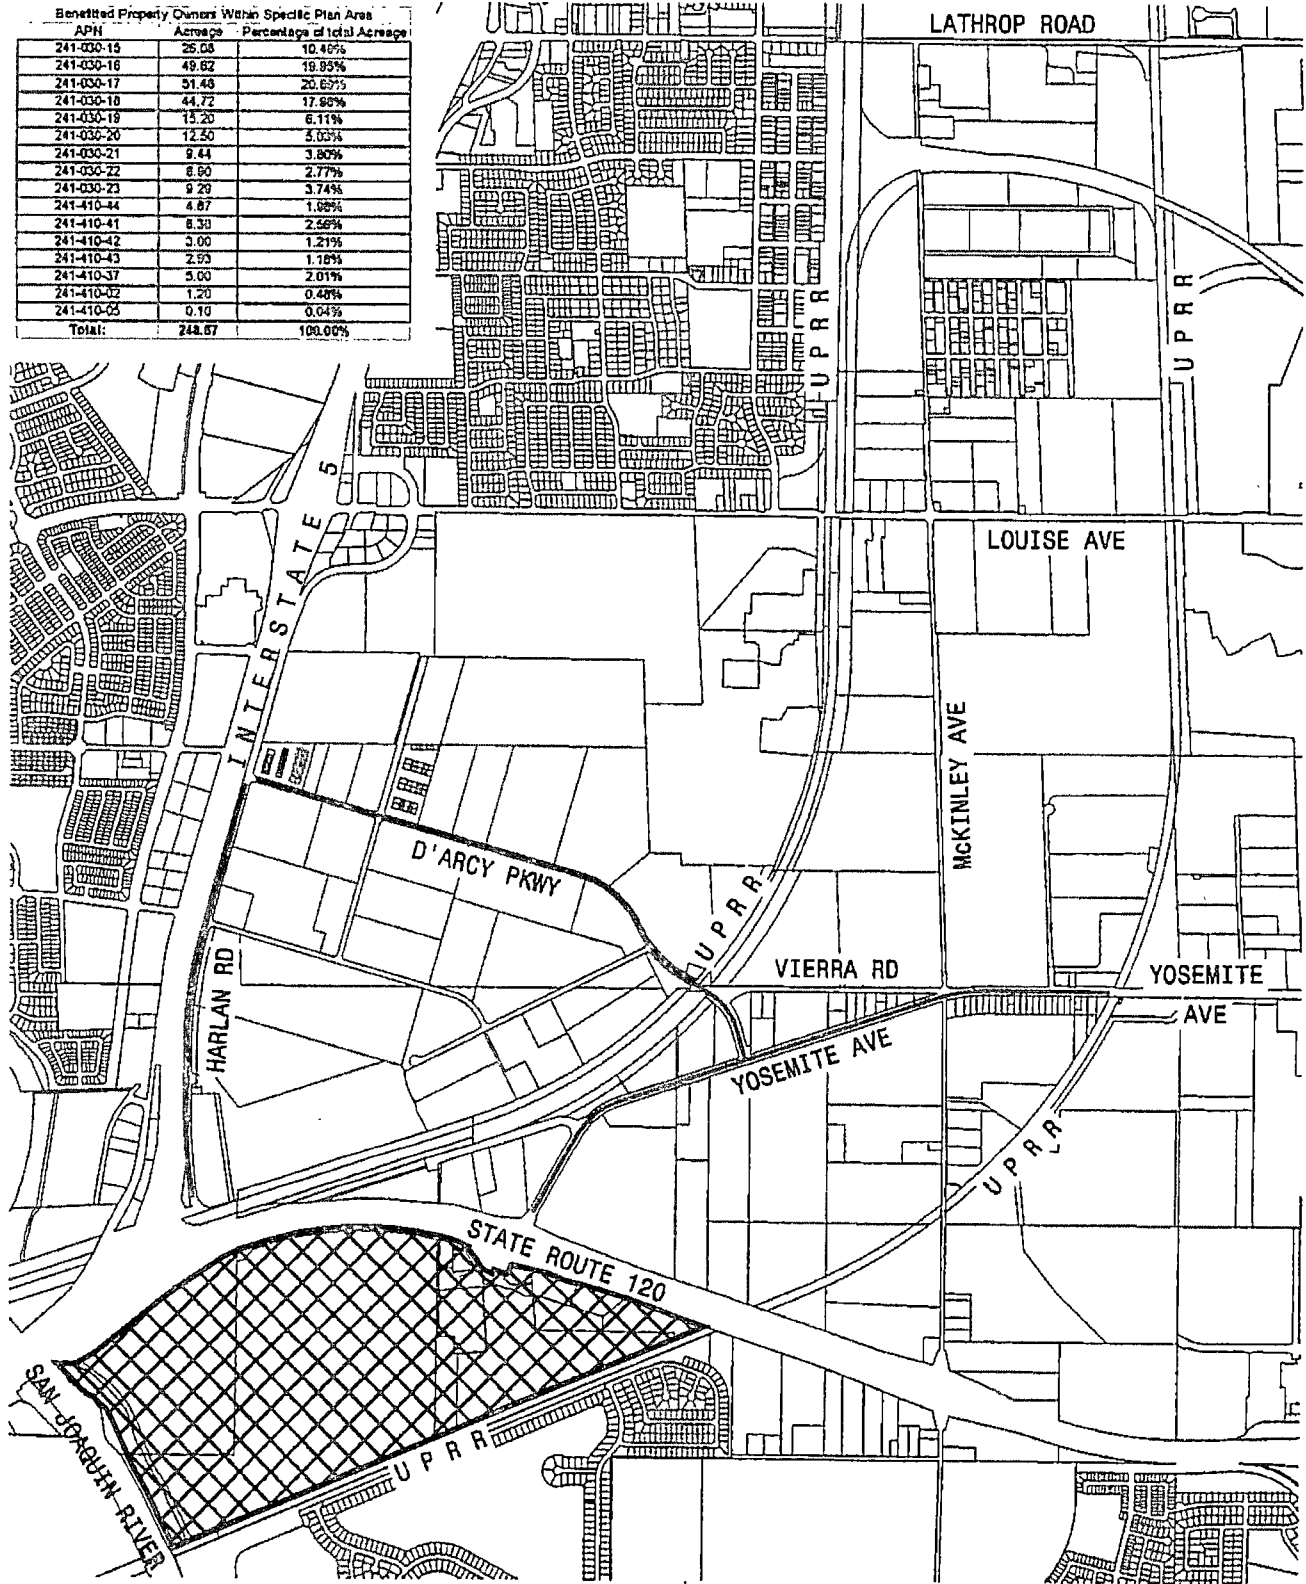 Benefitted Property Owners Within Specific Plan Area
APN Acreage Percentage of total Acreage
241-030-15 26.08 10.49%
241-030-16 49.62 19.95%
241-030-17 51.46 20.69%
241-030-18 44.72 17.98%
241-030-19 15.20 6.11%
241-030-20 12.50 5.03%
241-030-21 9.44 3.80%
241-030-22 6.90 2.77%
241-030-23 9.29 3.74%
241-410-44 4.87 1.96%
241-410-41 6.36 2.56%
241-410-42 3.00 1.21%
241-410-43 2.93 1.18%
241-410-37 5.00 2.01%
241-410-02 1.20 0.48%
241-410-05 0.10 0.04%
Total: 248.67 100.00%
LATHROP ROAD
UPRR
UPRR
INTERSTATE 5
LOUISE AVE
MCKINLEY AVE
D'ARCY PKWY
UPRR
HARLAN RD
VIERRA RD
YOSEMITE
AVE
YOSEMITE AVE
UPRR
STATE ROUTE 120
SAN JOAQUIN RIVER
UPRR